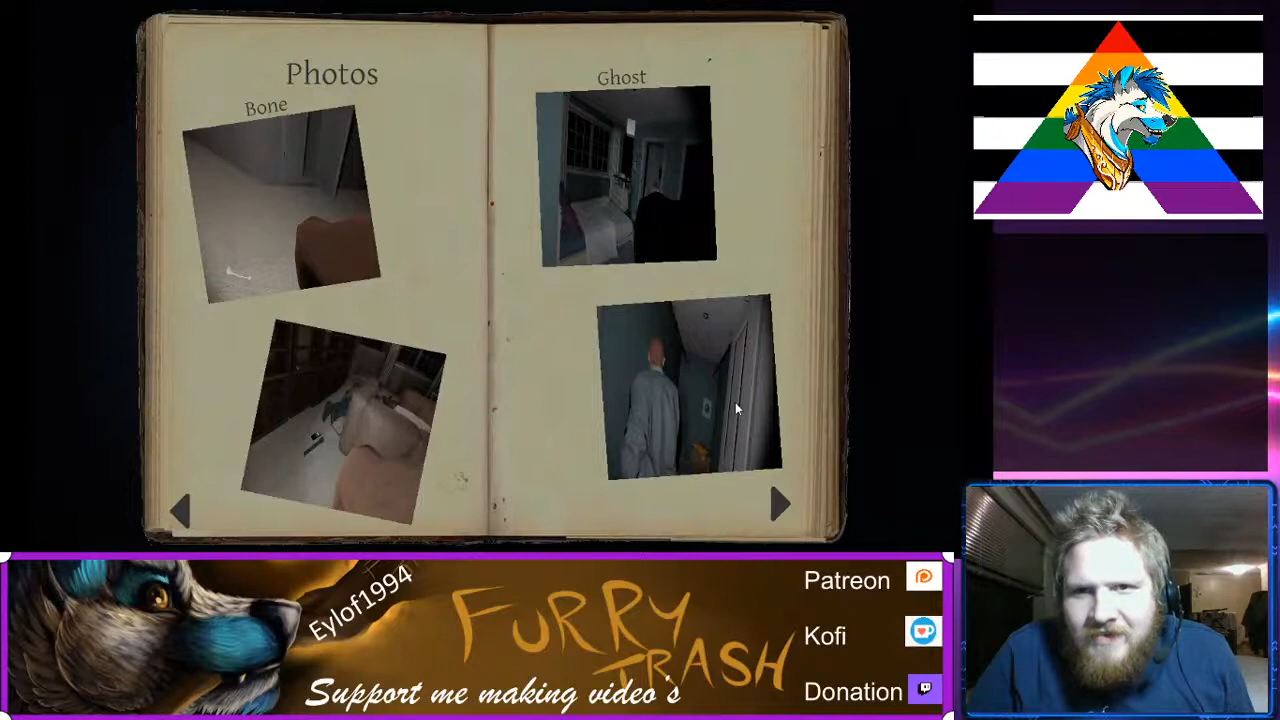 Photos
Bone
Ghost
Eylof1994
FURRY
TRASH
Support me making video's
Patreon
Kofi
Donation